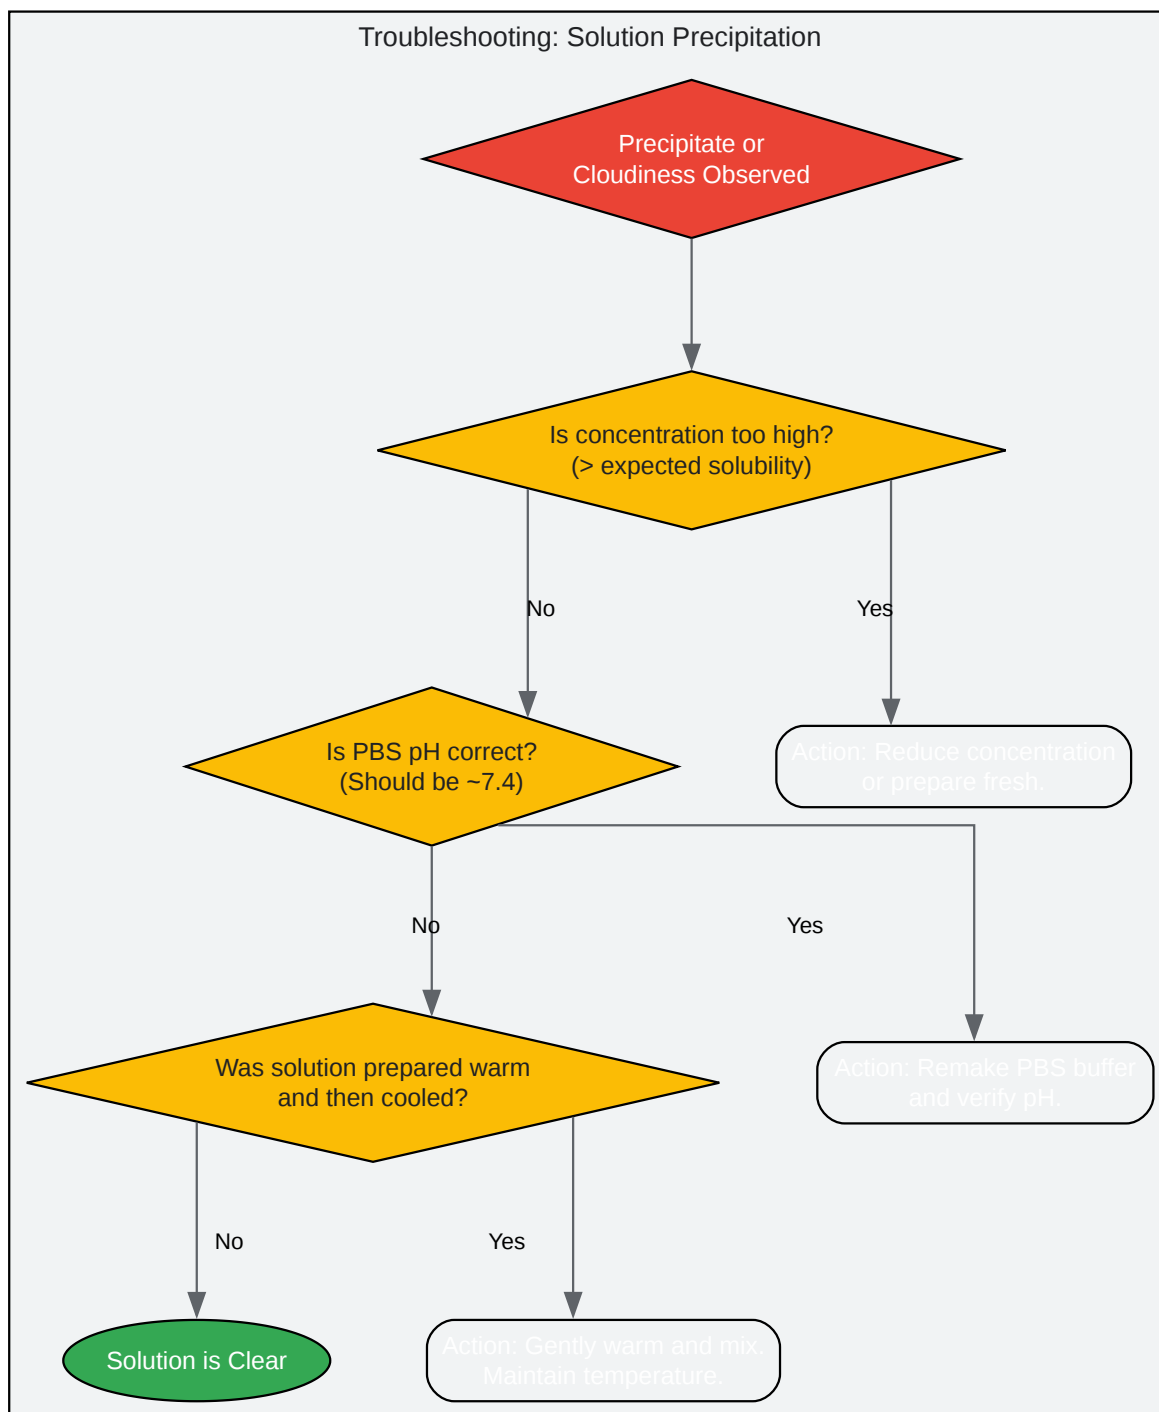 Troubleshooting: Solution Precipitation
Precipitate or
Cloudiness Observed
Is concentration too high?
(> expected solubility)
No
Yes
Is PBS pH correct?
(Should be ~7.4)
Action: Reduce concentration
or prepare fresh.
No
Yes
Was solution prepared warm
and then cooled?
Action: Remake PBS buffer
and verify pH.
No
Yes
Solution is Clear
Action: Gently warm and mix.
Maintain temperature.